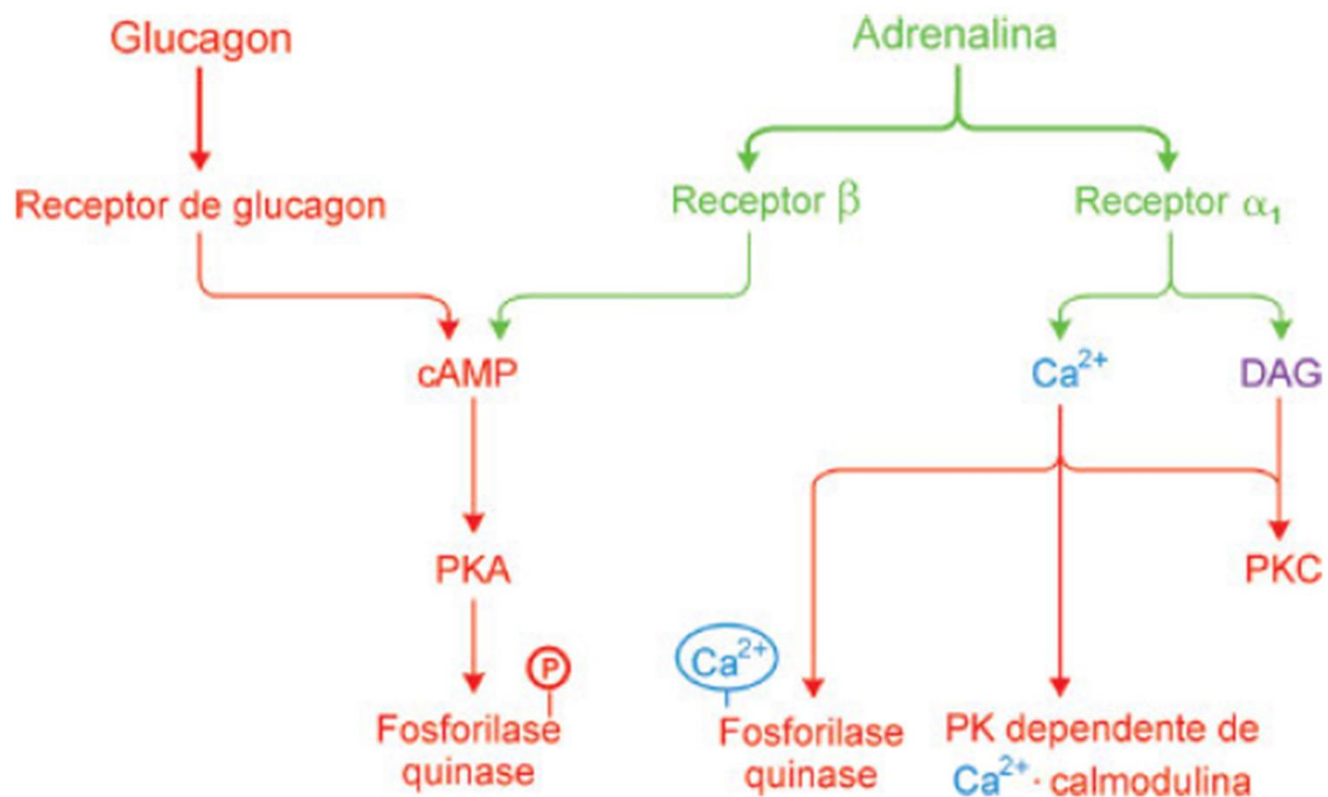 Glucagon
Adrenalina
Receptor de glucagon
Receptor β
Receptor α₁
cAMP
Ca²⁺
DAG
PKA
PKC
P
Ca²⁺
Fosforilase
quinase
Fosforilase
quinase
PK dependente de
Ca²⁺ · calmodulina